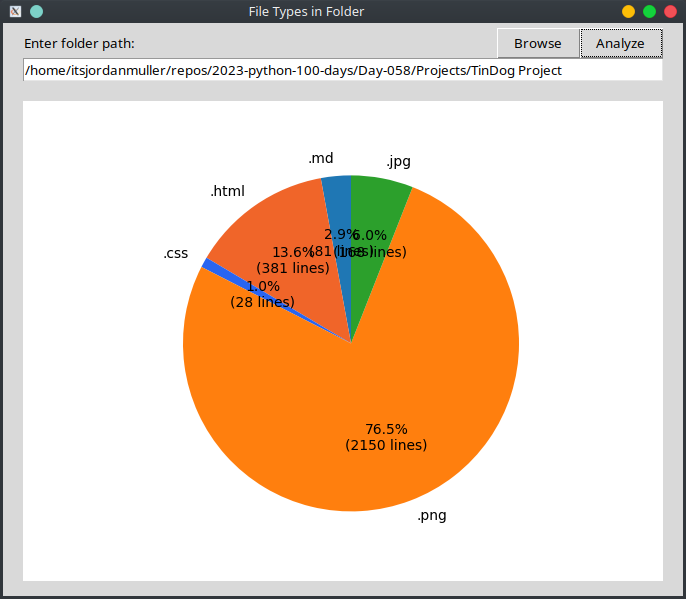 File Types in Folder
Enter folder path:
Browse
Analyze
/home/itsjordanmuller/repos/2023-python-100-days/Day-058/Projects/TinDog Project
.md
.jpg
.html
.css
2.9%
(81 lines)
6.0%
(168 lines)
13.6%
(381 lines)
1.0%
(28 lines)
76.5%
(2150 lines)
.png